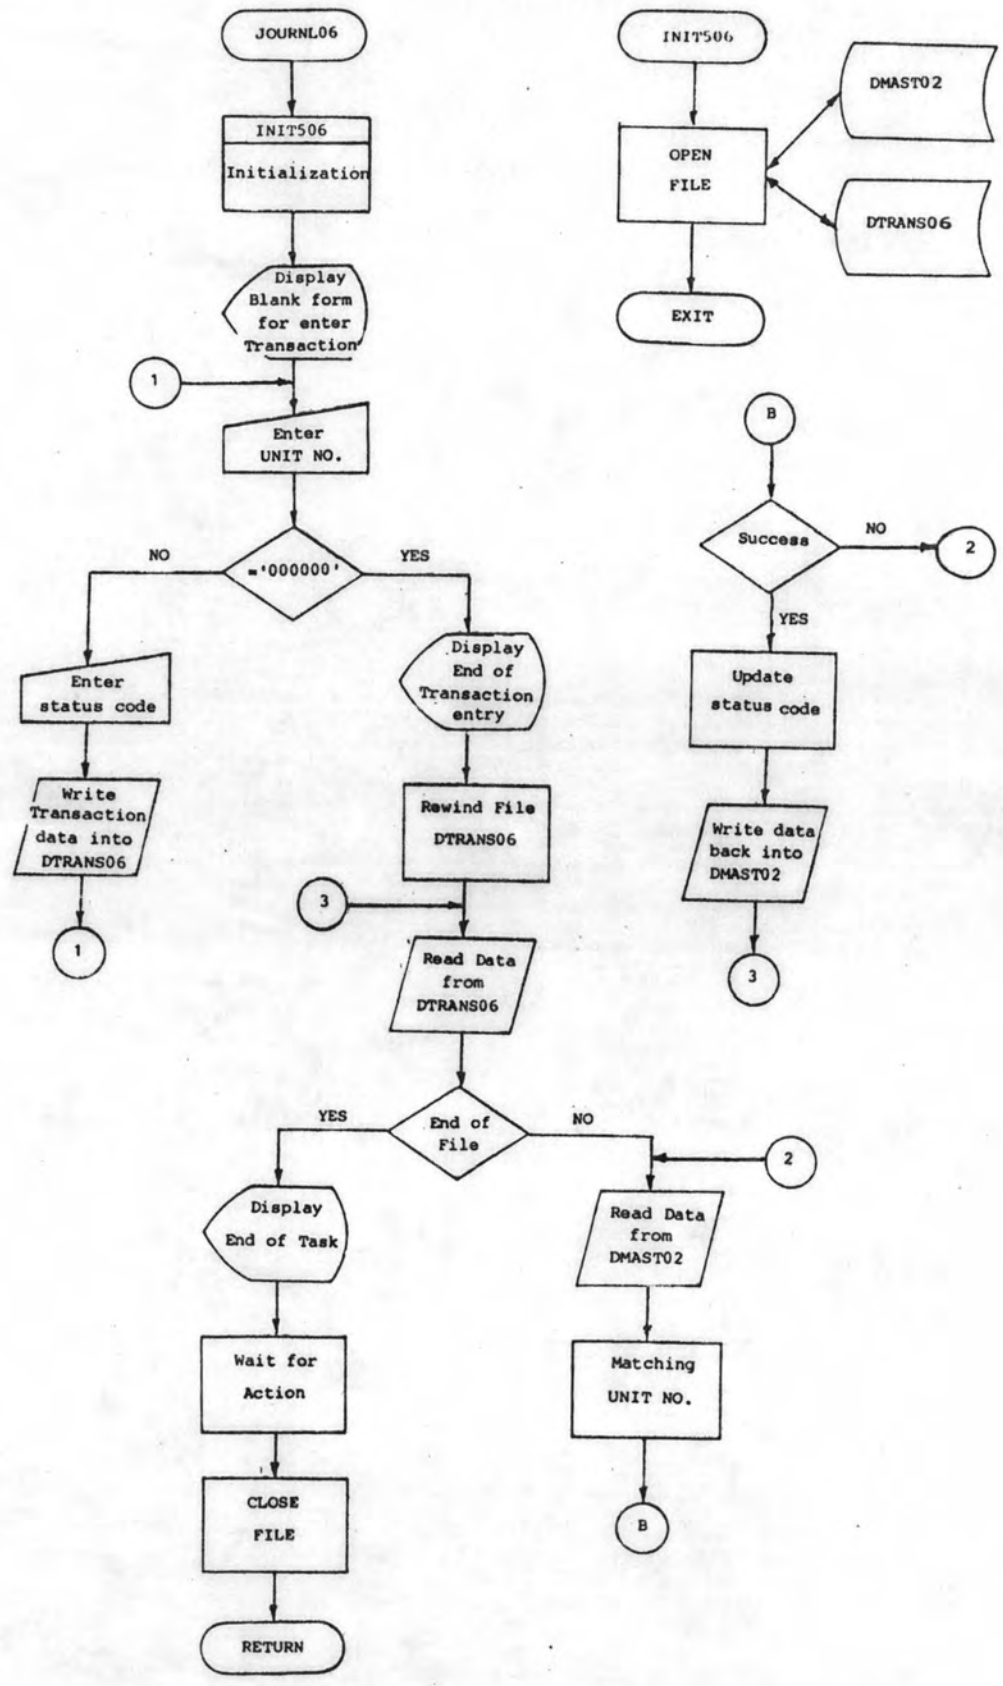 JOURNL06
INIT506
Initialization
Display
Blank form
for enter
Transaction
1
Enter
UNIT NO.
='000000'
NO
YES
Enter
status code
Write
Transaction
data into
DTRANS06
1
Display
End of
Transaction
entry
Rewind File
DTRANS06
3
Read Data
from
DTRANS06
End of
File
YES
NO
Display
End of Task
Wait for
Action
CLOSE
FILE
RETURN
2
Read Data
from
DMAST02
Matching
UNIT NO.
B
INIT506
OPEN
FILE
DMAST02
DTRANS06
EXIT
B
Success
NO
2
YES
Update
status code
Write data
back into
DMAST02
3